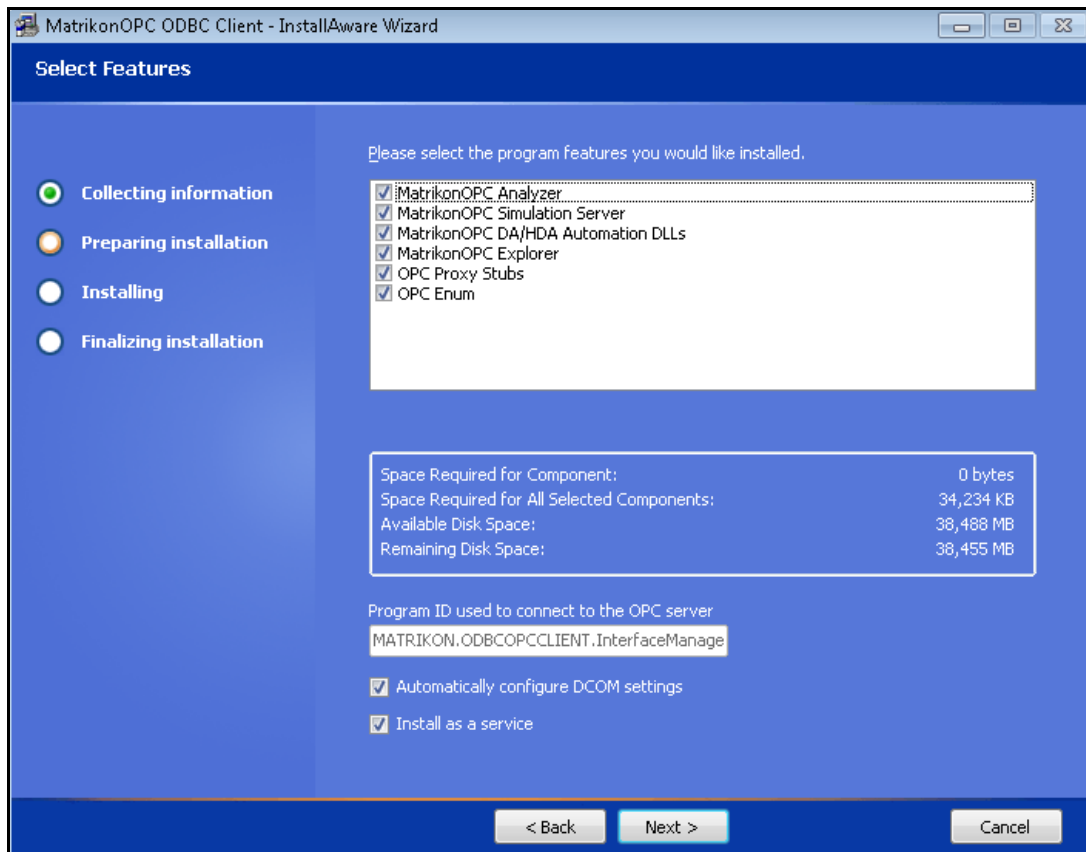 MatrikonOPC ODBC Client - InstallAware Wizard
Select Features
Collecting information
Preparing installation
Installing
Finalizing installation
Please select the program features you would like installed.
MatrikonOPC Analyzer
MatrikonOPC Simulation Server
MatrikonOPC DA/HDA Automation DLLs
MatrikonOPC Explorer
OPC Proxy Stubs
OPC Enum
Space Required for Component: 0 bytes
Space Required for All Selected Components: 34,234 KB
Available Disk Space: 38,488 MB
Remaining Disk Space: 38,455 MB
Program ID used to connect to the OPC server
MATRIKON.ODBCOPCCLIENT.InterfaceManage
Automatically configure DCOM settings
Install as a service
< Back Next > Cancel